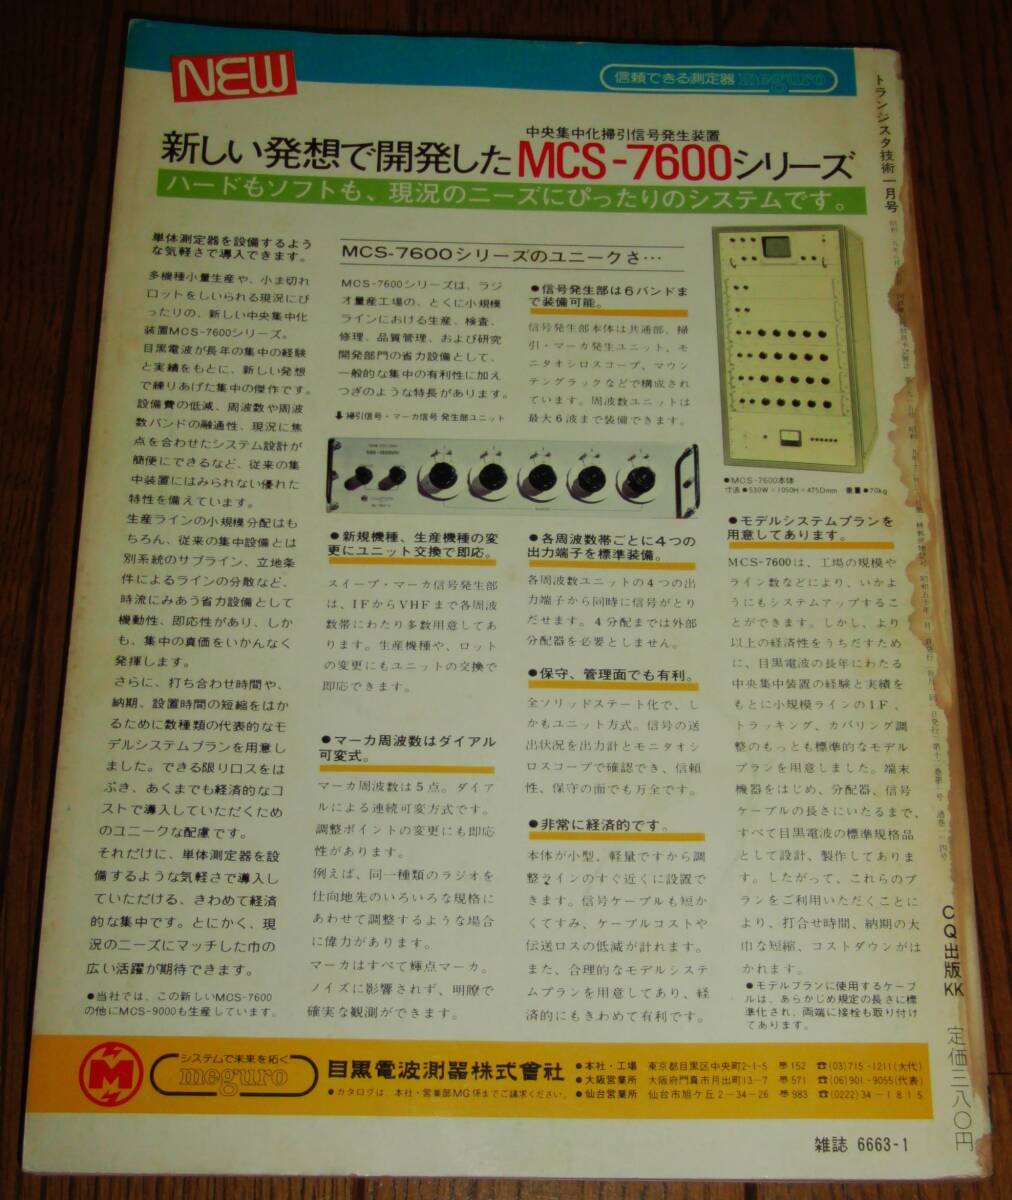 NEW
信頼できる測定器 meguro
中央集中化掃引信号発生装置
新しい発想で開発したMCS-7600シリーズ
ハードもソフトも、現況のニーズにぴったりのシステムです。
単体測定器を設備するよう
な気軽さで導入できます。
多機種小量生産や、小ま切れ
ロットをしいられる現況にぴ
ったりの、新しい中央集中化
装置MCS-7600シリーズ。
目黒電波が長年の集中の経験
と実績をもとに、新しい発想
で練りあげた集中の傑作です。
設備費の低減、周波数や周波
数バンドの融通性、現況に焦
点を合わせたシステム設計が
簡便にできるなど、従来の集
中装置にはみられない優れた
特性を備えています。
生産ラインの小規模分配はも
ちろん、従来の集中設備とは
別系統のサブライン、立地条
件によるラインの分散など、
時流にみあう省力設備として
機動性、即応性があり、しか
も、集中の真価をいかんなく
発揮します。
さらに、打ち合わせ時間や、
納期、設置時間の短縮をはか
るために数種類の代表的なモ
デルシステムプランを用意し
ました。できる限りロスをは
ぶき、あくまでも経済的なコ
ストで導入していただくため
のユニークな配慮です。
それだけに、単体測定器を設
備するような気軽さで導入し
ていただける、きわめて経済
的な集中です。とにかく、現
況のニーズにマッチした巾の
広い活躍が期待できます。
●当社では、この新しいMCS-7600
の他にMCS-9000も生産しています。
MCS-7600シリーズのユニークさ…
MCS-7600シリーズは、ラジ
オ量産工場の、とくに小規模
ラインにおける生産、検査、
修理、品質管理、および研究
開発部門の省力設備として、
一般的な集中の有利性に加え
つぎのような特長があります。
⬇掃引信号・マーカ信号 発生部ユニット
●信号発生部は6バンドま
で装備可能。
信号発生部本体は共通部、掃
引・マーカ発生ユニット、モ
ニタオシロスコープ、マウン
テングラックなどで構成され
ています。周波数ユニットは
最大6波まで装備できます。
●MCS-7600本体
寸法●530W×1050H×475Dmm 重量●70kg
●新規機種、生産機種の変
更にユニット交換で即応。
スイープ・マーカ信号発生部
は、IFからVHFまで各周波
数帯にわたり多数用意してあ
ります。生産機種や、ロット
の変更にもユニットの交換で
即応できます。
●マーカ周波数はダイアル
可変式。
マーカ周波数は5点。ダイア
ルによる連続可変方式です。
調整ポイントの変更にも即応
性があります。
例えば、同一種類のラジオを
仕向地先のいろいろな規格に
あわせて調整するような場合
に偉力があります。
マーカはすべて輝点マーカ。
ノイズに影響されず、明瞭で
確実な観測ができます。
●各周波数帯ごとに4つの
出力端子を標準装備。
各周波数ユニットの4つの出
力端子から同時に信号がとり
だせます。4分配までは外部
分配器を必要としません。
●保守、管理面でも有利。
全ソリッドステート化で、し
かもユニット方式。信号の送
出状況を出力計とモニタオシ
ロスコープで確認でき、信頼
性、保守の面でも万全です。
●非常に経済的です。
本体が小型、軽量ですから調
整ラインのすぐ近くに設置で
きます。信号ケーブルも短か
くてすみ、ケーブルコストや
伝送ロスの低減が計れます。
また、合理的なモデルシステ
ムプランを用意してあり、経
済的にもきわめて有利です。
●モデルシステムプランを
用意してあります。
MCS-7600は、工場の規模や
ライン数などにより、いかよ
うにもシステムアップするこ
とができます。しかし、より
以上の経済性をうちだすため
に、目黒電波の長年にわたる
中央集中装置の経験と実績を
もとに小規模ラインのIF、
トラッキング、カバリング調
整のもっとも標準的なモデル
プランを用意しました。端末
機器をはじめ、分配器、信号
ケーブルの長さにいたるまで、
すべて目黒電波の標準規格品
として設計、製作してありま
す。したがって、これらのプ
ランをご利用いただくことに
より、打合せ時間、納期の大
巾な短縮、コストダウンがは
かれます。
●モデルプランに使用するケーブ
ルは、あらかじめ規定の長さに標
準化され、両端に接栓も取り付け
てあります。
システムで未来を拓く
meguro
目黒電波測器株式會社
●カタログは、本社・営業部MG係までご請求ください。
●本社・工場 東京都目黒区中央町2-1-5 〒152 ☎(03)715-1211(大代)
●大阪営業所 大阪府門真市月出町13-7 〒571 ☎(06)901-9055(代表)
●仙台営業所 仙台市旭ケ丘2-34-26 〒983 ☎(0222)34-1815
雑誌 6663-1
トランジスタ技術 一月号
CQ出版KK
定価三八〇円